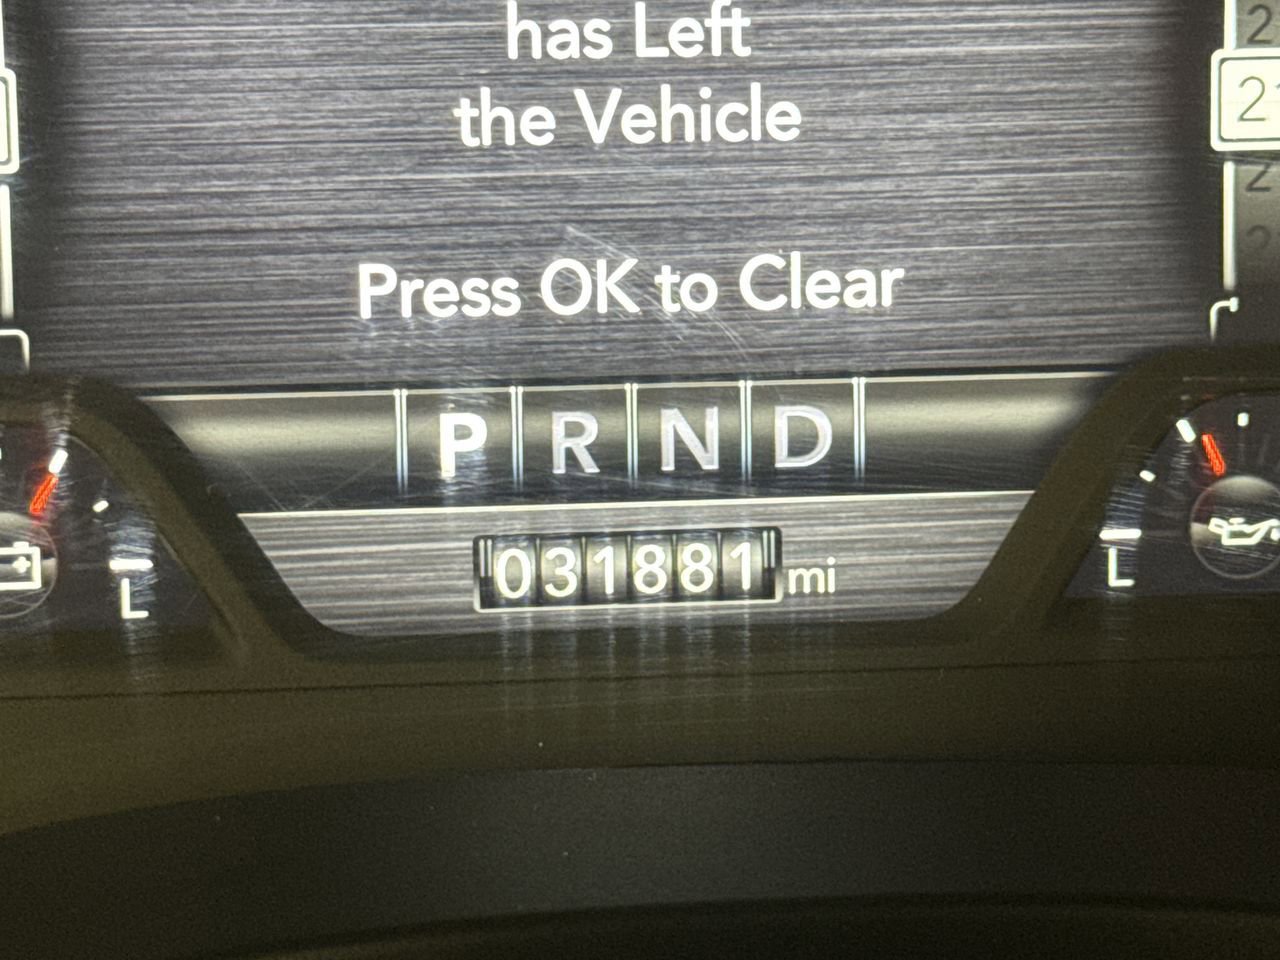 has Left
the Vehicle
Press OK to Clear
P R N D
031881 mi
L
L